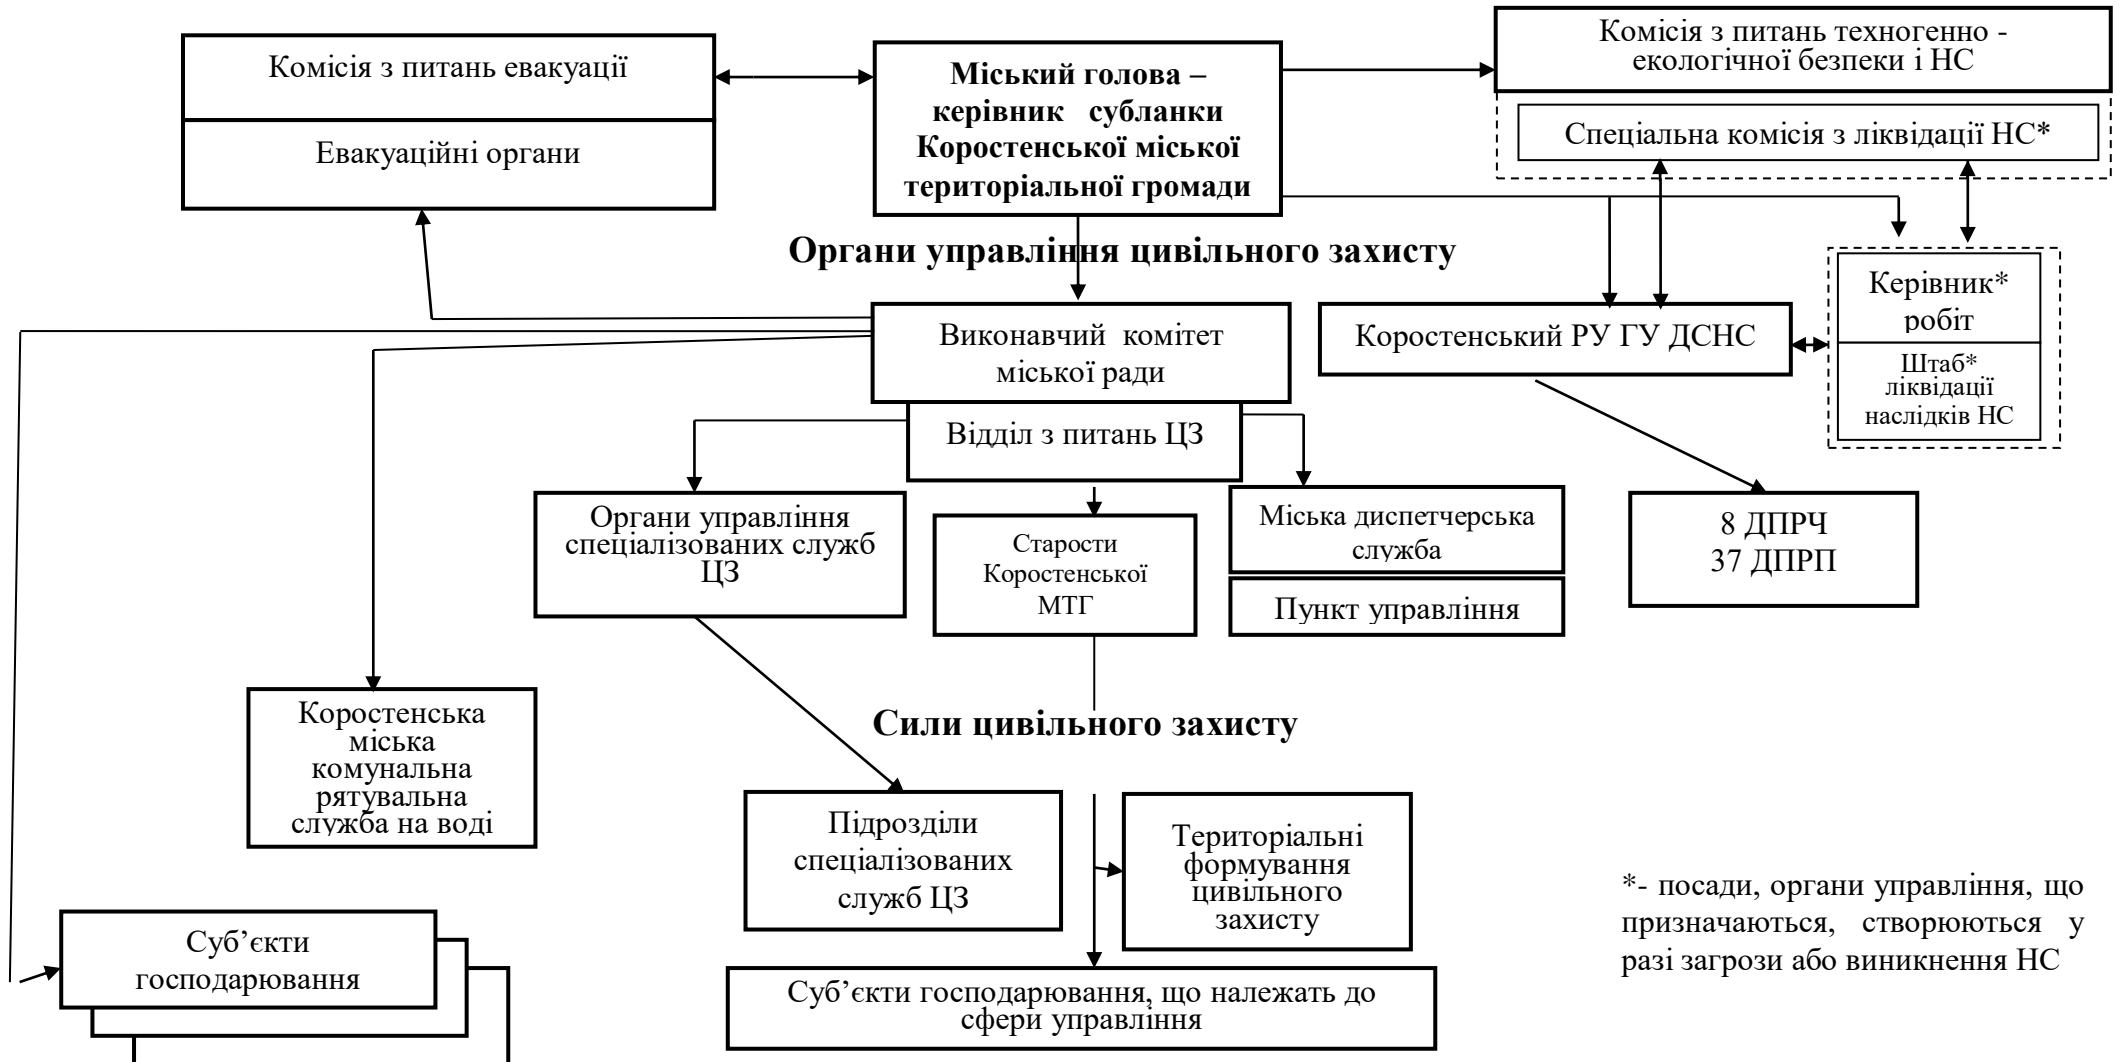 Комісія з питань евакуації
Евакуаційні органи
Міський голова –
керівник субланки
Коростенської міської
територіальної громади
Комісія з питань техногенно -
екологічної безпеки і НС
Спеціальна комісія з ліквідації НС*
Органи управління цивільного захисту
Виконавчий комітет
міської ради
Відділ з питань ЦЗ
Коростенський РУ ГУ ДСНС
Керівник*
робіт
Штаб*
ліквідації
наслідків НС
Органи управління
спеціалізованих служб
ЦЗ
Старости
Коростенської
МТГ
Міська диспетчерська
служба
Пункт управління
8 ДПРЧ
37 ДПРП
Коростенська
міська
комунальна
рятувальна
служба на воді
Сили цивільного захисту
Підрозділи
спеціалізованих
служб ЦЗ
Територіальні
формування
цивільного
захисту
Суб’єкти
господарювання
Суб’єкти господарювання, що належать до
сфери управління
*- посади, органи управління, що
призначаються, створюються у
разі загрози або виникнення НС